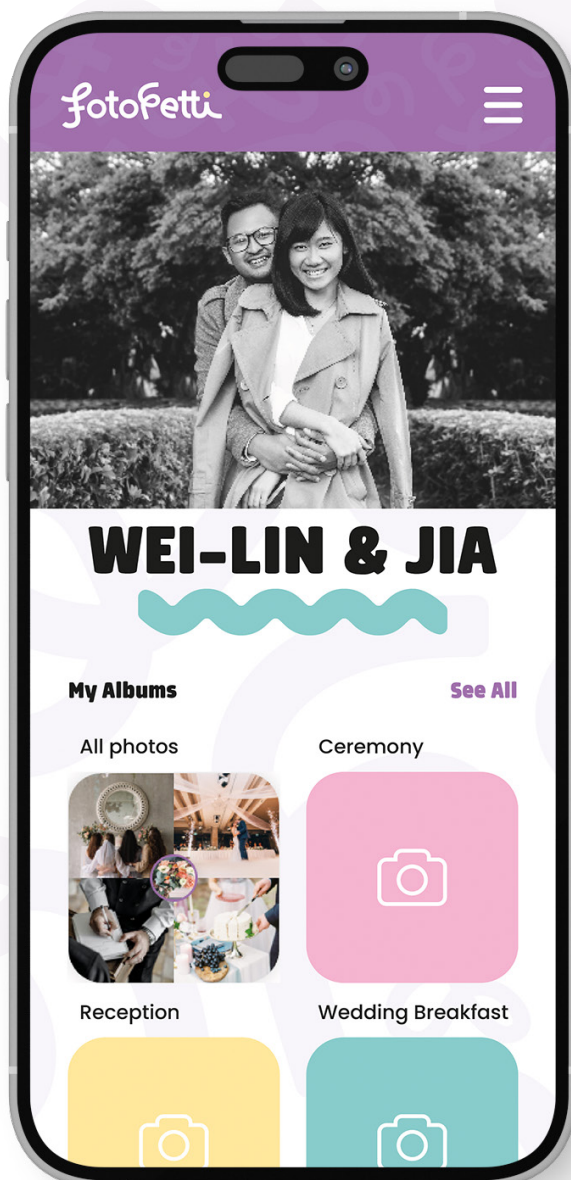 fotofetti
WEI-LIN & JIA
My Albums
See All
All photos
Ceremony
Reception
Wedding Breakfast